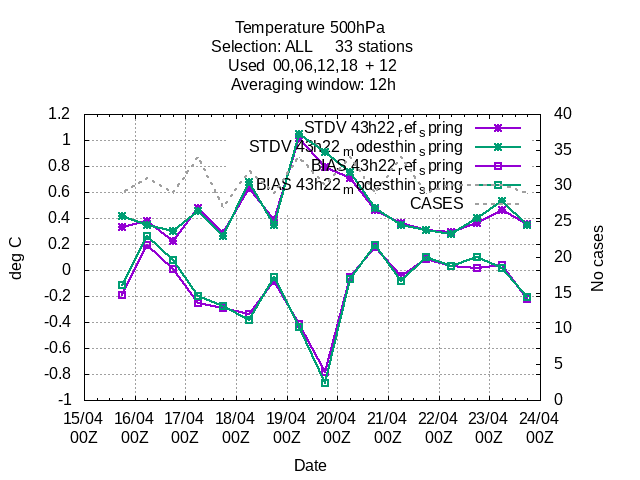 Temperature 500hPa
Selection: ALL 33 stations
Used 00,06,12,18 + 12
Averaging window: 12h
STDV 43h22refspring
STDV 43h22modesthinspring
BIAS 43h22refspring
BIAS 43h22modesthinspring
CASES
1.2
1
0.8
0.6
0.4
0.2
0
-0.2
-0.4
-0.6
-0.8
-1
deg C
40
35
30
25
20
15
10
5
0
No cases
15/04 16/04 17/04 18/04 19/04 20/04 21/04 22/04 23/04 24/04
00Z 00Z 00Z 00Z 00Z 00Z 00Z 00Z 00Z 00Z
Date